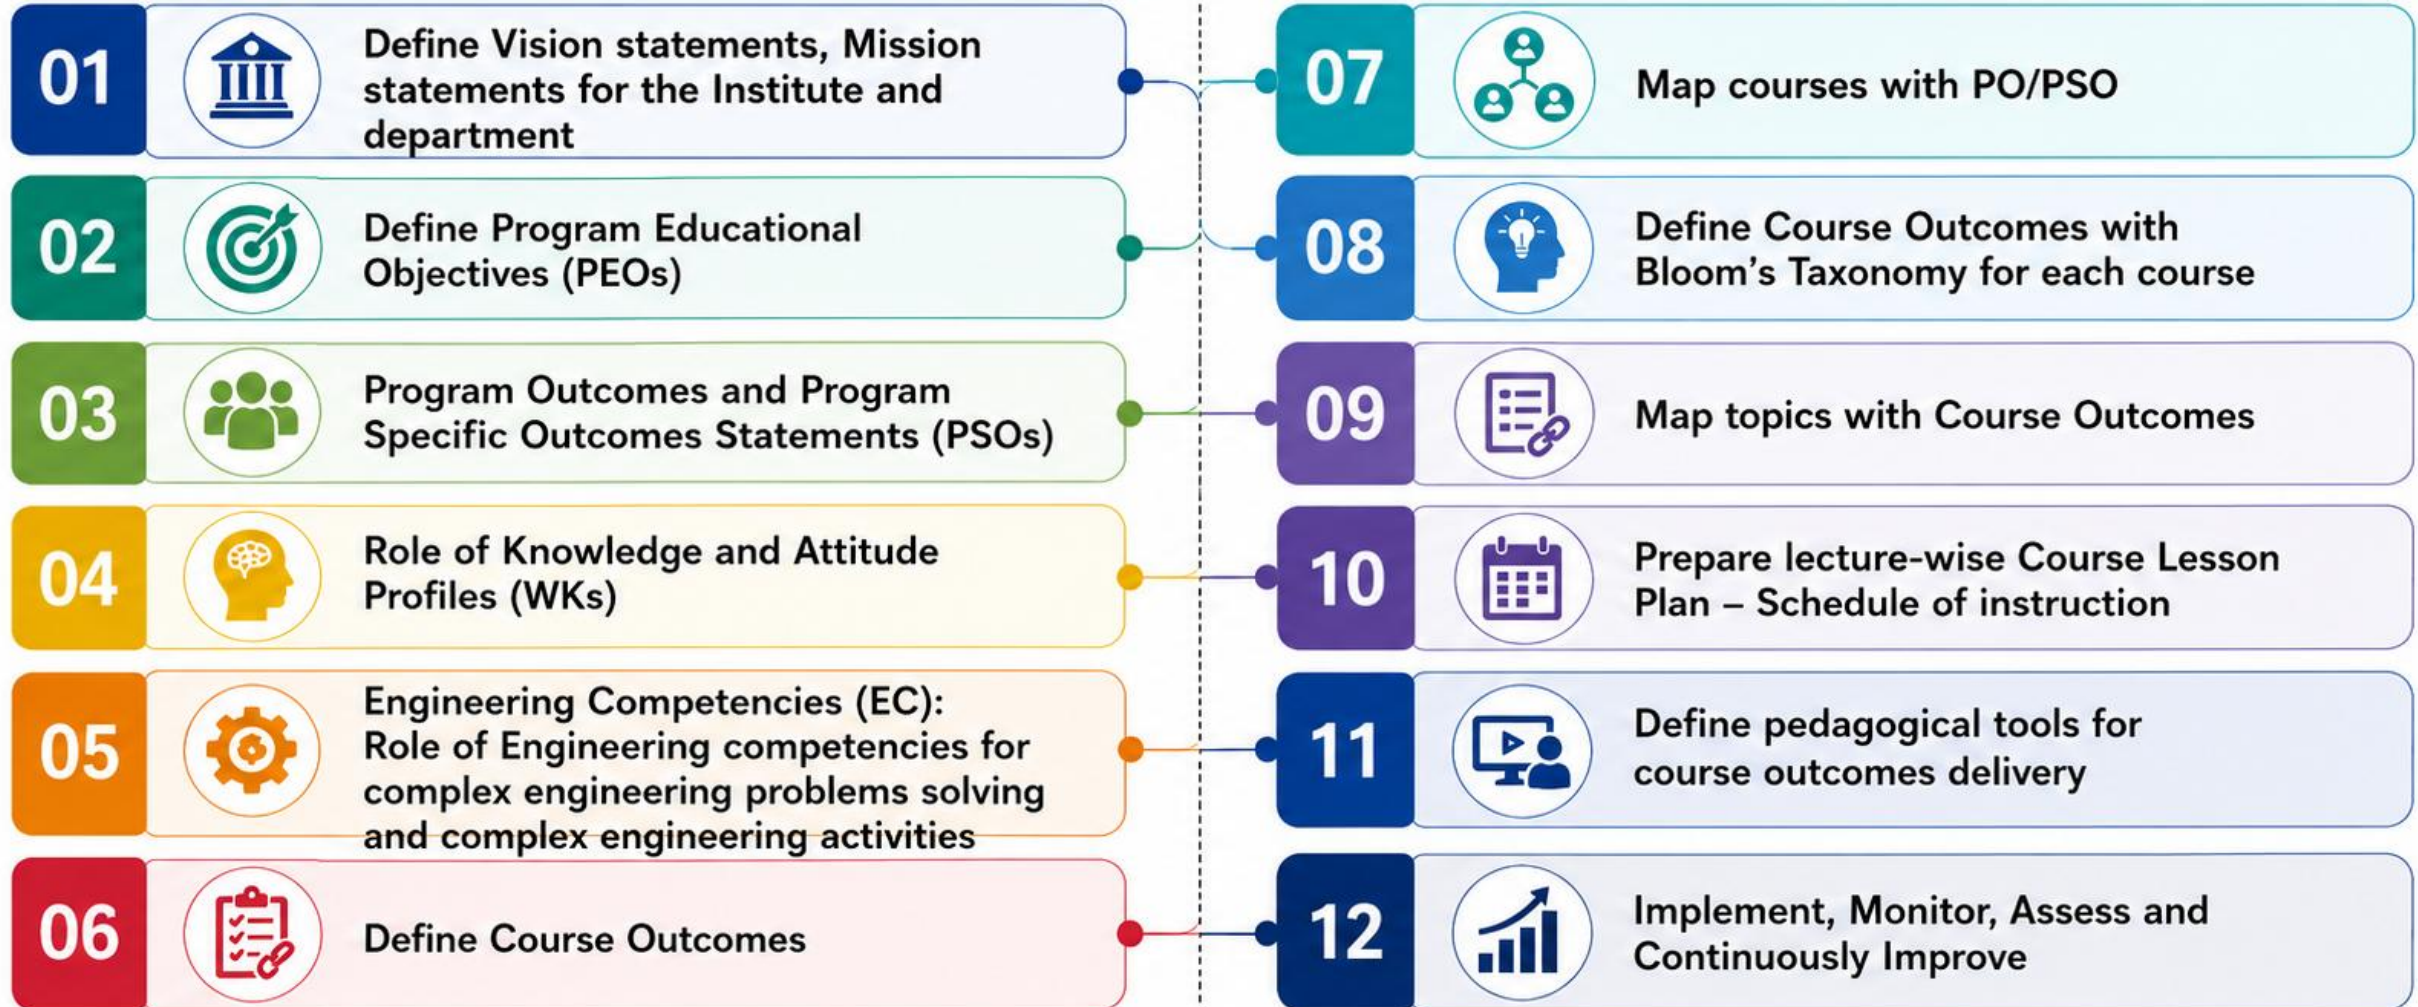 01
Define Vision statements, Mission
statements for the Institute and
department
02
Define Program Educational
Objectives (PEOs)
03
Program Outcomes and Program
Specific Outcomes Statements (PSOs)
04
Role of Knowledge and Attitude
Profiles (WKs)
05
Engineering Competencies (EC):
Role of Engineering competencies for
complex engineering problems solving
and complex engineering activities
06
Define Course Outcomes
07
Map courses with PO/PSO
08
Define Course Outcomes with
Bloom’s Taxonomy for each course
09
Map topics with Course Outcomes
10
Prepare lecture-wise Course Lesson
Plan – Schedule of instruction
11
Define pedagogical tools for
course outcomes delivery
12
Implement, Monitor, Assess and
Continuously Improve